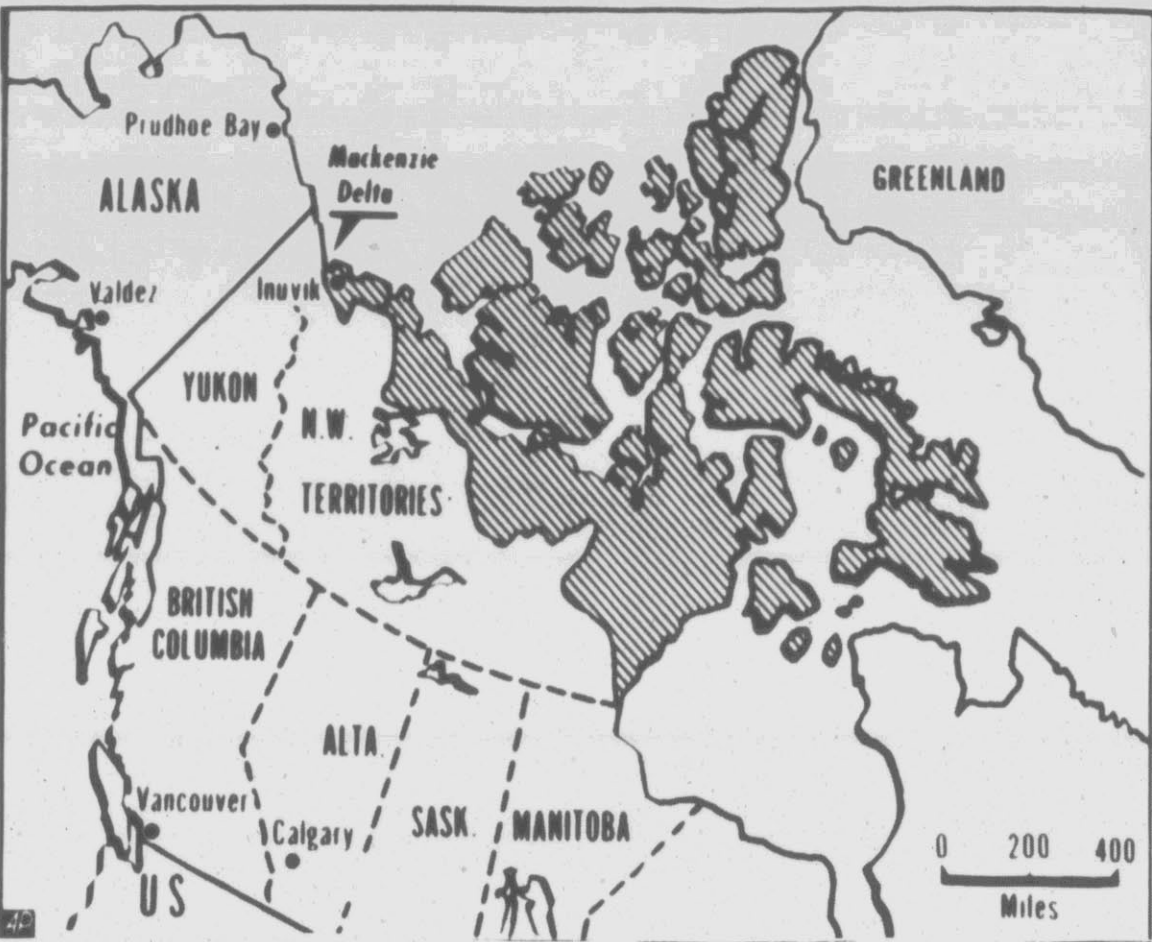 Prudhoe Bay
Mackenzie
Delta
ALASKA
GREENLAND
Valdez
Inuvik
YUKON
Pacific
Ocean
N.W.
TERRITORIES
BRITISH
COLUMBIA
ALTA.
Vancouver
Calgary
SASK.
MANITOBA
0 200 400
Miles
US
AP